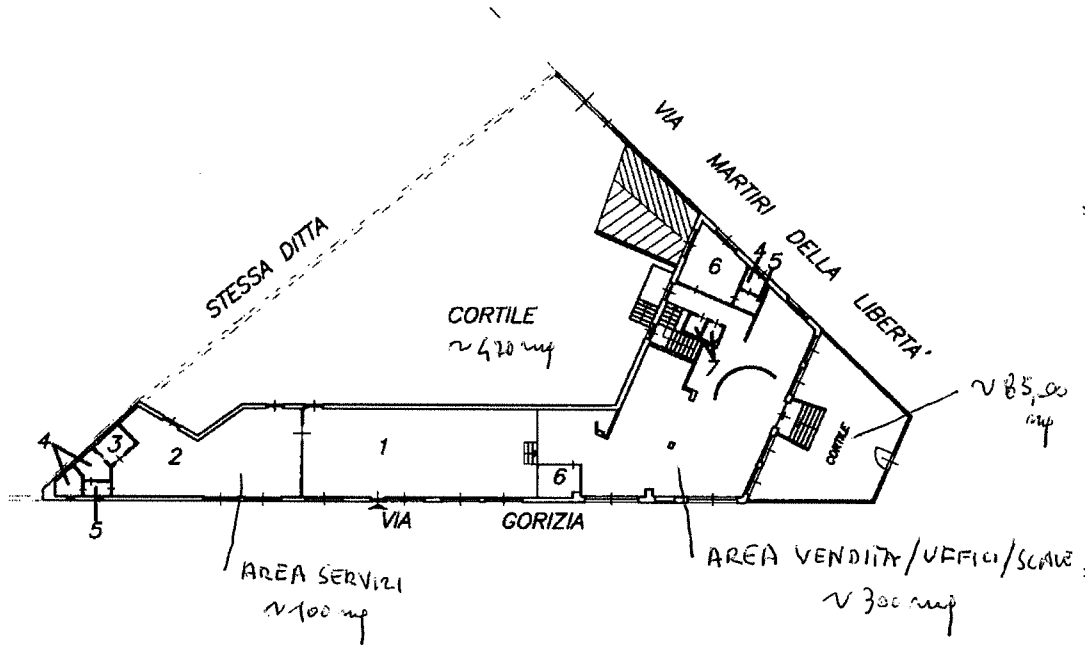 VIA MARTIRI DELLA LIBERTA'
STESSA DITTA
6
4
5
CORTILE
~ 420 mq
7
~ 85,00
mq
CORTILE
4
3
2
1
6
5
VIA GORIZIA
AREA SERVIZI
~ 100 mq
AREA VENDITA/UFFICI/SCALE
~ 300 mq